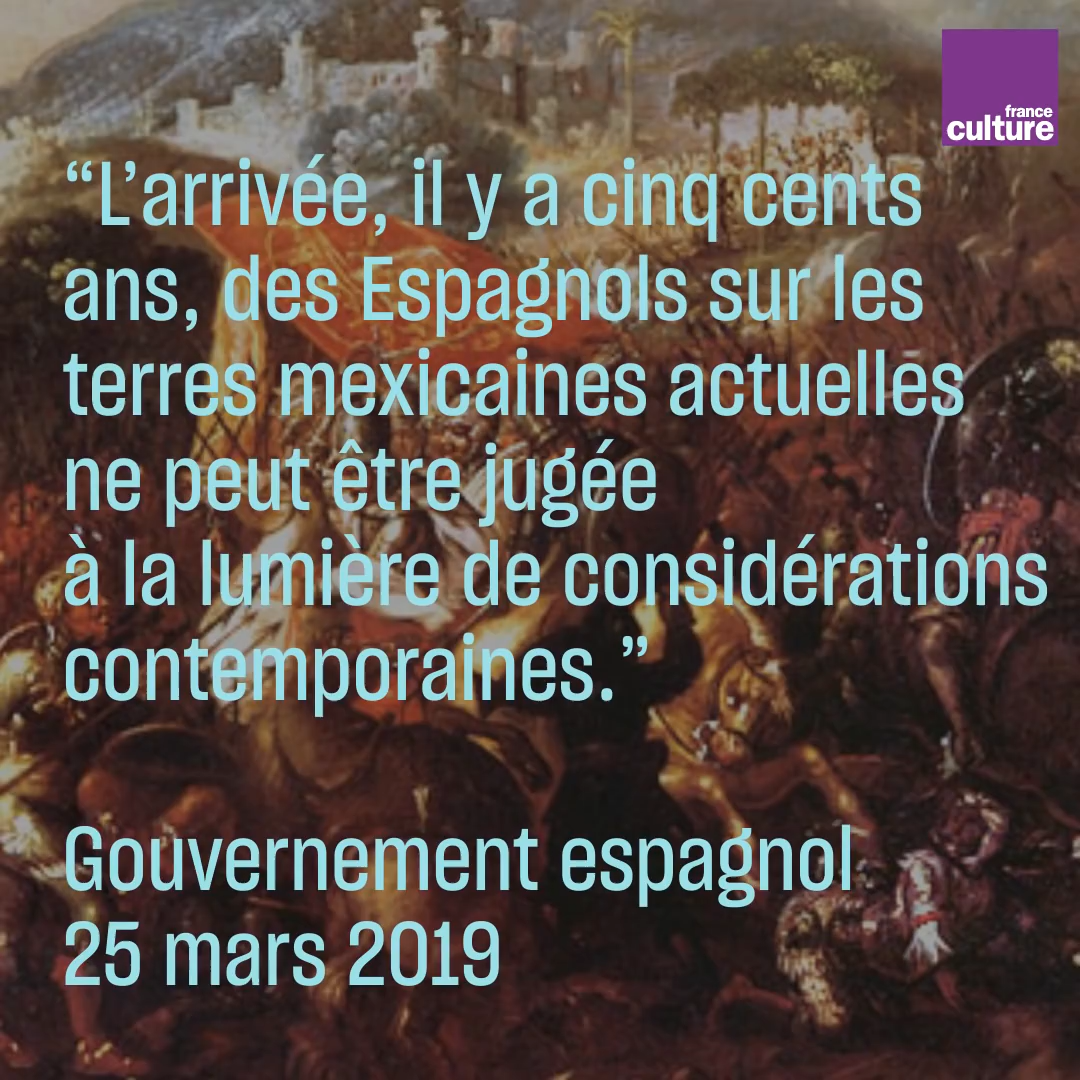 france
culture
“L’arrivée, il y a cinq cents
ans, des Espagnols sur les
terres mexicaines actuelles
ne peut être jugée
à la lumière de considérations
contemporaines.”
Gouvernement espagnol
25 mars 2019